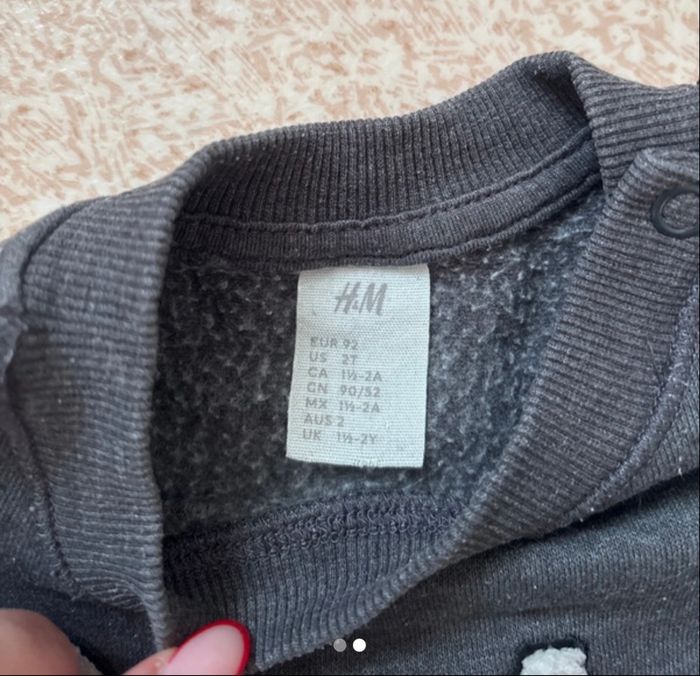 H&M
EUR 92
US 2T
CA 1½-2A
CN 90/52
MX 1½-2A
AUS 2
UK 1½-2Y